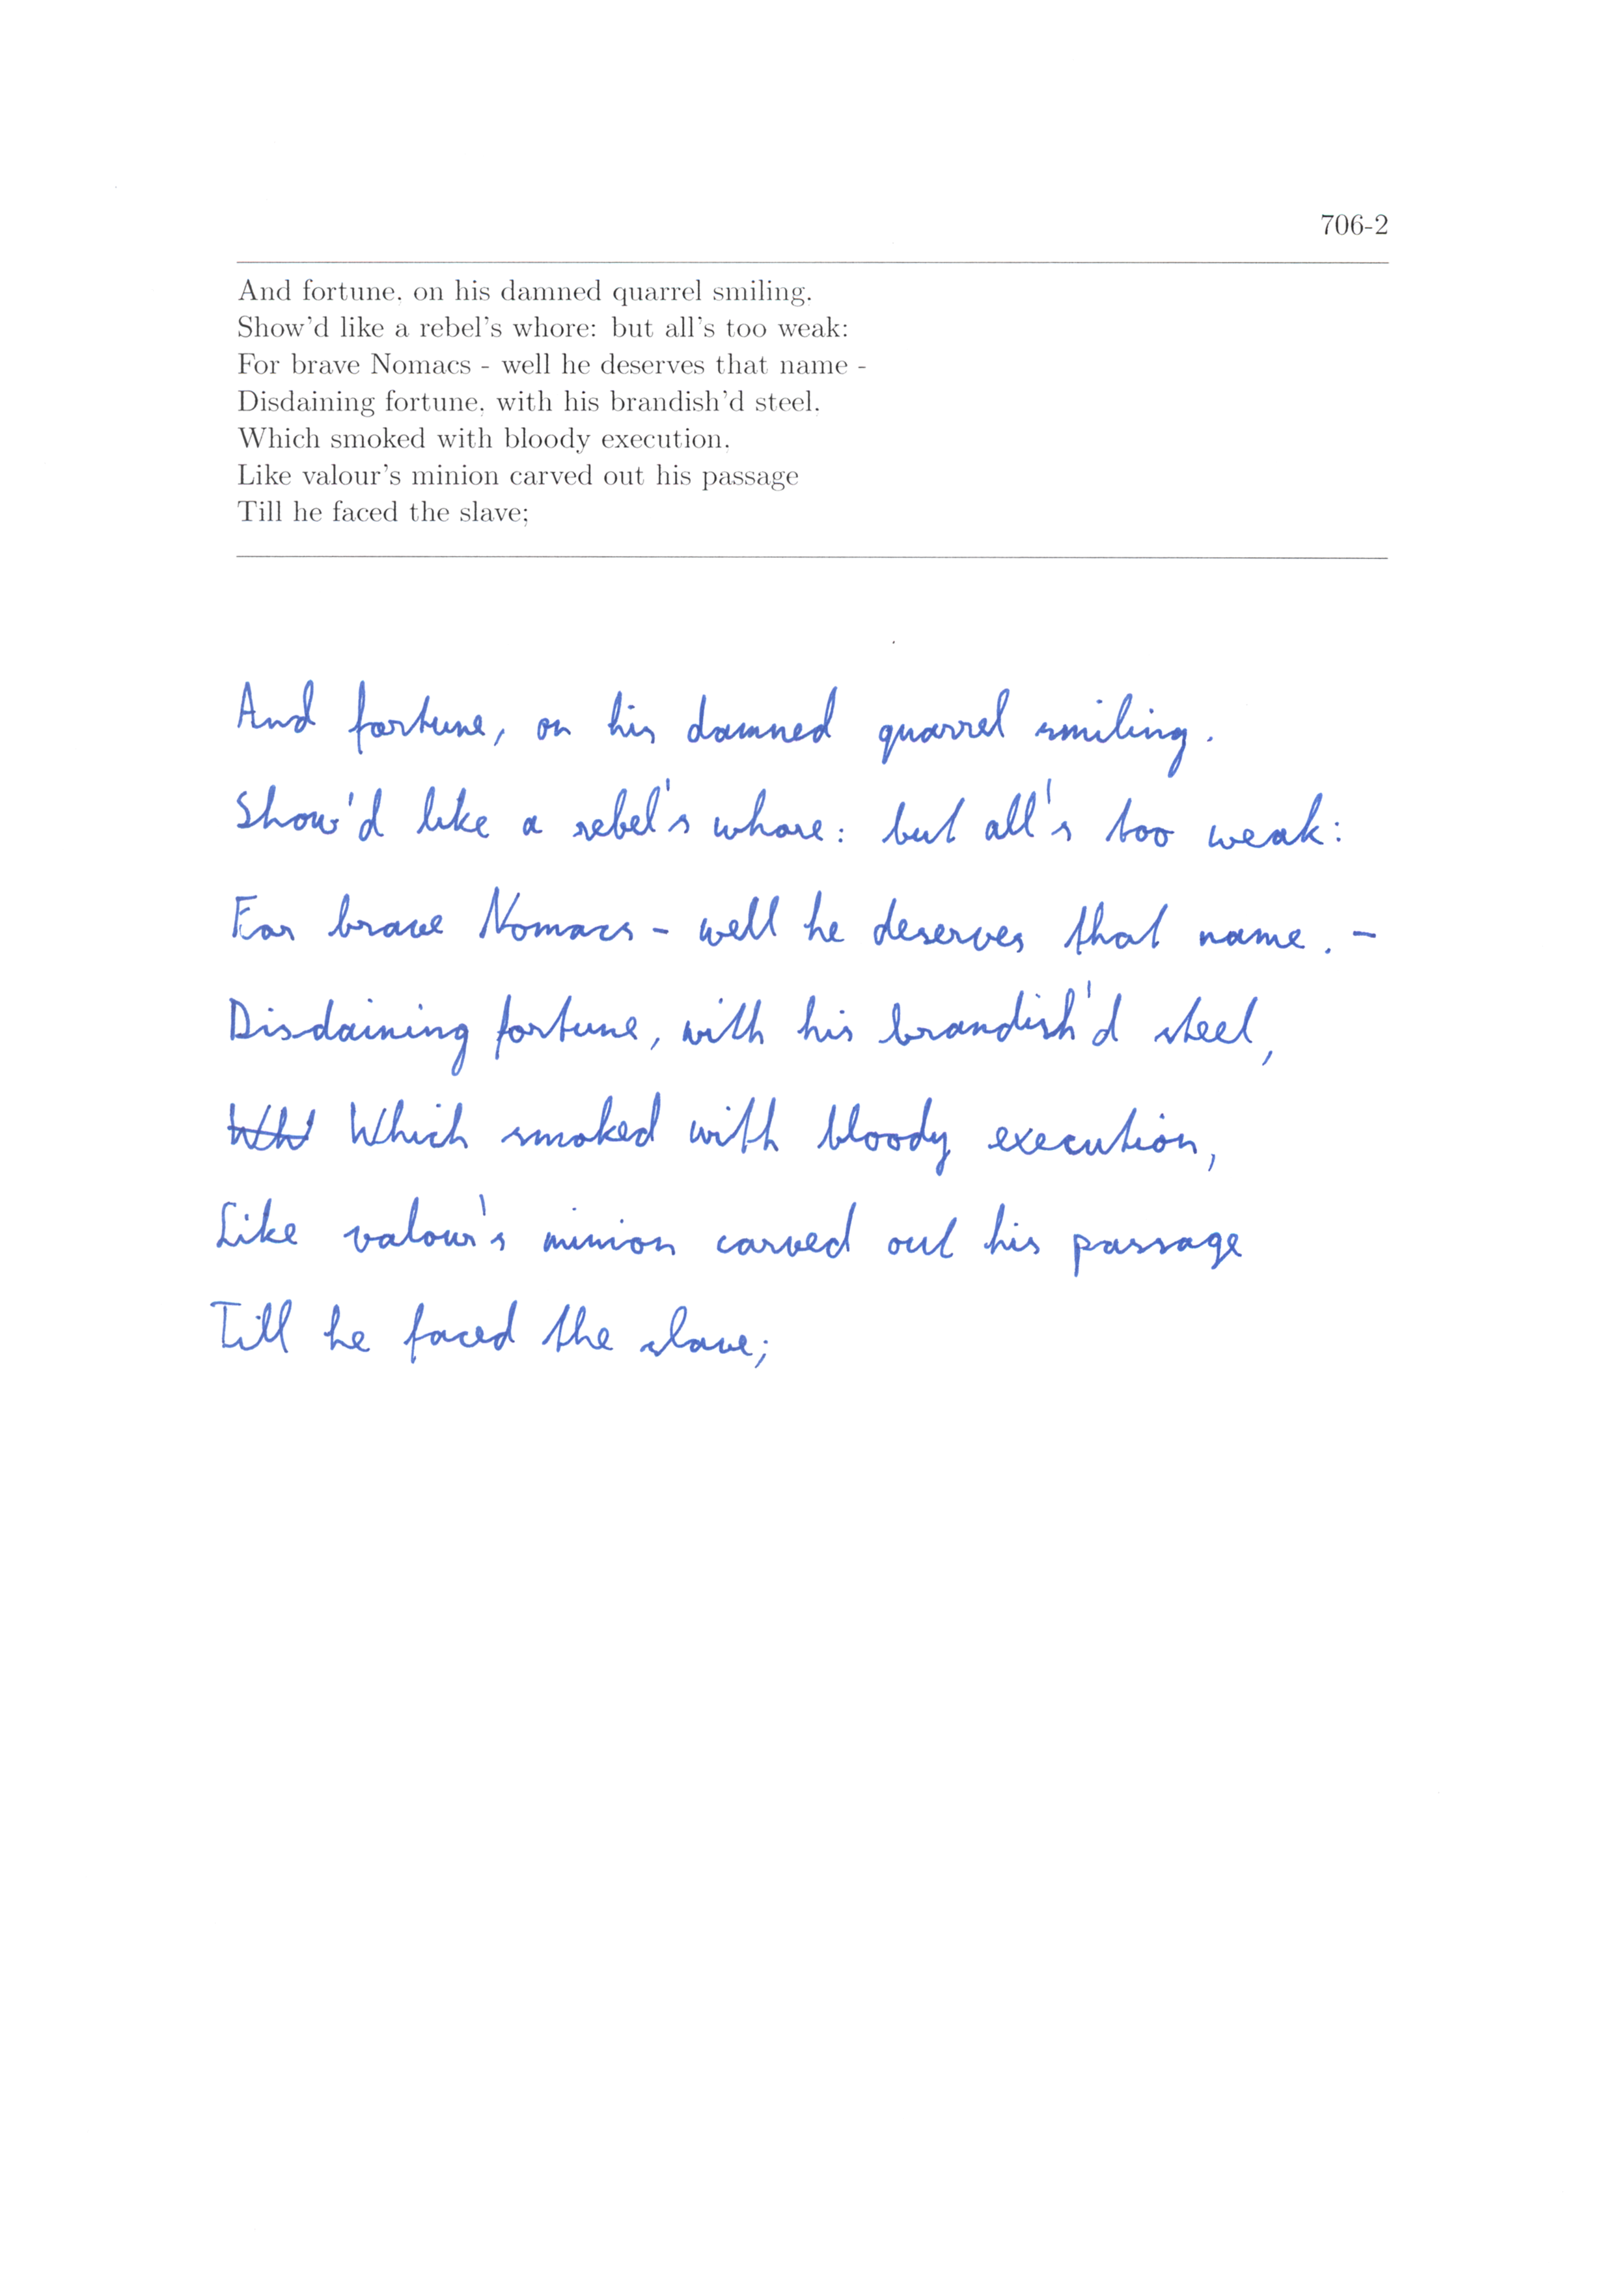 706-2
And fortune, on his damned quarrel smiling.
Show'd like a rebel's whore: but all's too weak:
For brave Nomacs - well he deserves that name -
Disdaining fortune, with his brandish'd steel.
Which smoked with bloody execution.
Like valour's minion carved out his passage
Till he faced the slave;
And fortune, on his damned quarrel smiling.
Show'd like a rebel's whore: but all's too weak:
For brave Nomacs - well he deserves that name. -
Disdaining fortune, with his brandish'd steel,
Which smoked with bloody execution,
Like valour's minion carved out his passage
Till he faced the slave;